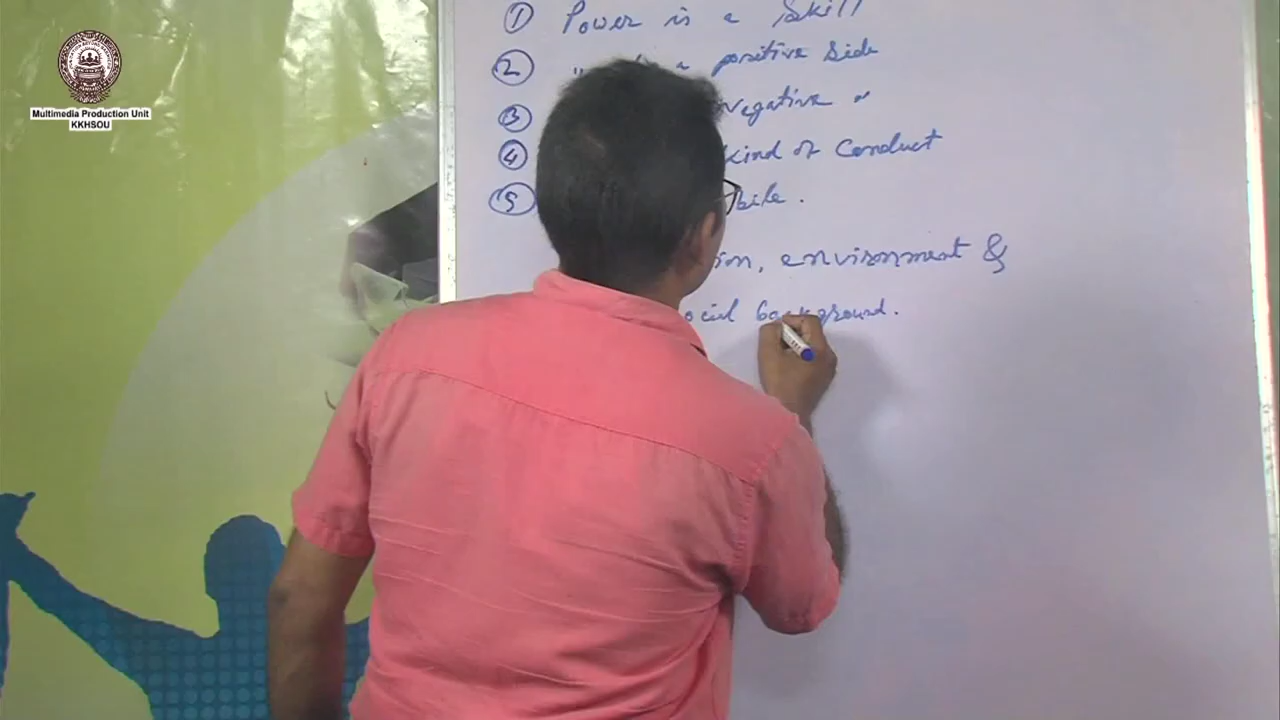 Multimedia Production Unit
KKHSOU
① Power is a Skill
② " a positive Side
③ negative "
④ kind of Conduct
⑤
environment &
background.